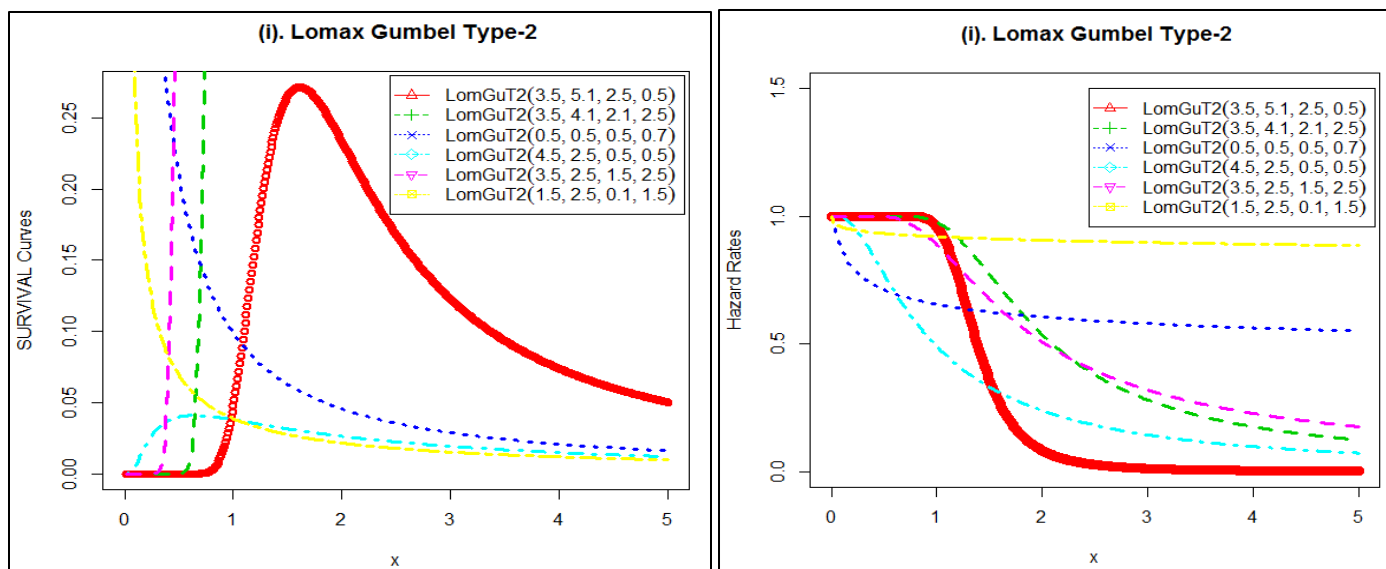 (i). Lomax Gumbel Type-2
SURVIVAL Curves
0.25
0.20
0.15
0.10
0.05
0.00
LomGuT2(3.5, 5.1, 2.5, 0.5)
LomGuT2(3.5, 4.1, 2.1, 2.5)
LomGuT2(0.5, 0.5, 0.5, 0.7)
LomGuT2(4.5, 2.5, 0.5, 0.5)
LomGuT2(3.5, 2.5, 1.5, 2.5)
LomGuT2(1.5, 2.5, 0.1, 1.5)
0 1 2 3 4 5
x
(i). Lomax Gumbel Type-2
Hazard Rates
1.5
1.0
0.5
0.0
LomGuT2(3.5, 5.1, 2.5, 0.5)
LomGuT2(3.5, 4.1, 2.1, 2.5)
LomGuT2(0.5, 0.5, 0.5, 0.7)
LomGuT2(4.5, 2.5, 0.5, 0.5)
LomGuT2(3.5, 2.5, 1.5, 2.5)
LomGuT2(1.5, 2.5, 0.1, 1.5)
0 1 2 3 4 5
x